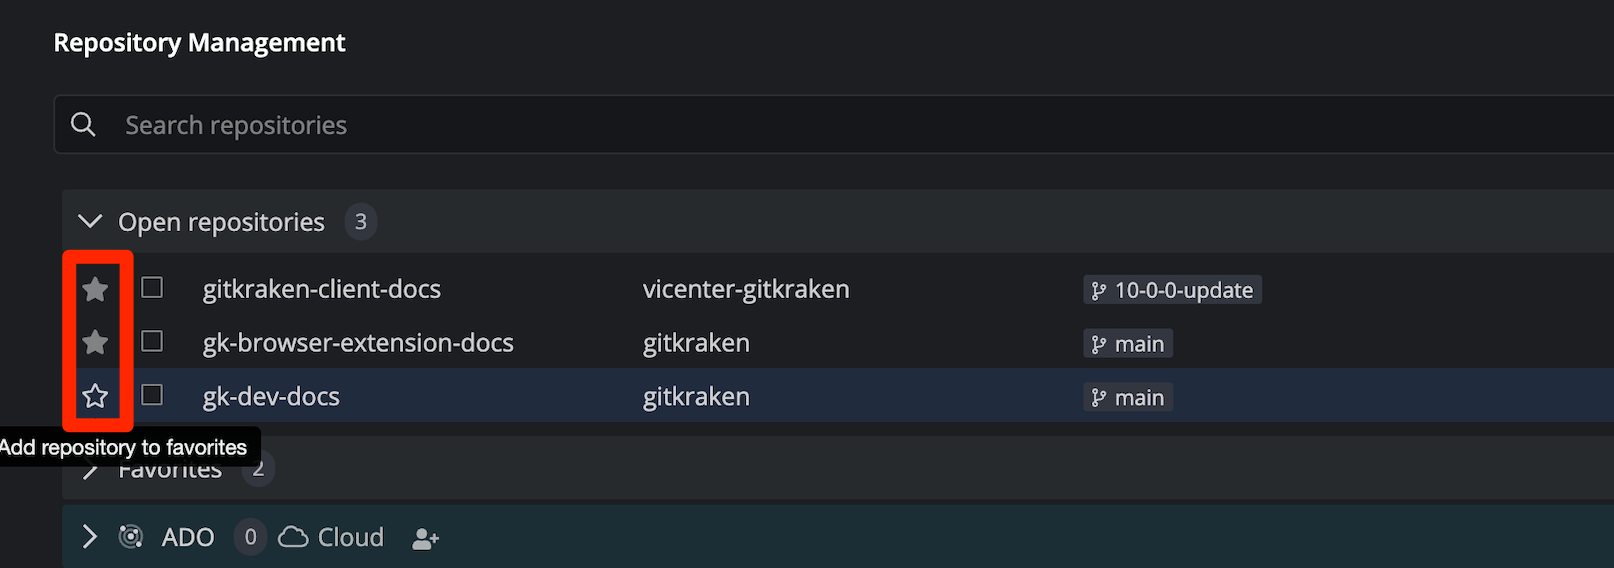 Repository Management
Search repositories
Open repositories 3
gitkraken-client-docs vicenter-gitkraken 10-0-0-update
gk-browser-extension-docs gitkraken main
gk-dev-docs gitkraken main
Add repository to favorites
Favorites 2
ADO 0 Cloud